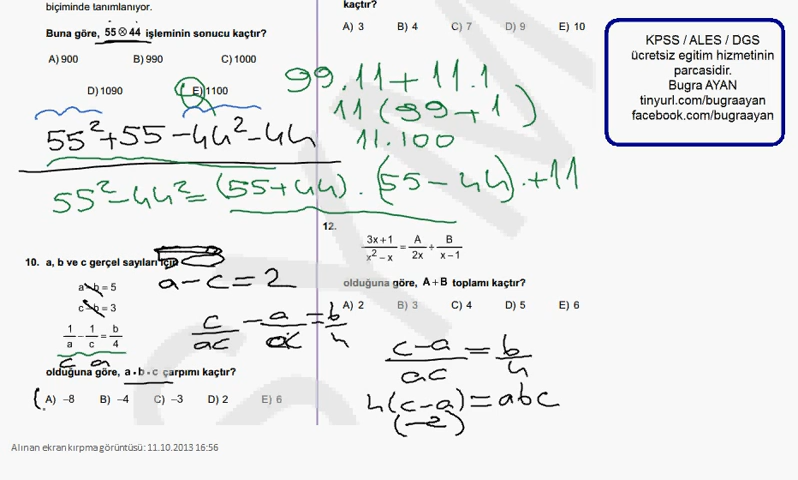 biçiminde tanımlanıyor.
Buna göre, 55⊗44 işleminin sonucu kaçtır?
A) 900 B) 990 C) 1000
D) 1090 E) 1100
55² + 55 - 44² - 44
55² - 44² = (55+44) . (55-44) . + 11
99.11 + 11.1
11(99+1)
11.100
10. a, b ve c gerçel sayıları için
a - b = 5
c - b = 3
1/a - 1/c = b/4
c a
olduğuna göre, a•b•c çarpımı kaçtır?
A) -8 B) -4 C) -3 D) 2 E) 6
a - c = 2
c/ac - a/ac = b/4
kaçtır?
A) 3 B) 4 C) 7 D) 9 E) 10
12.
3x+1/x²-x = A/2x ÷ B/x-1
olduğuna göre, A+B toplamı kaçtır?
A) 2 B) 3 C) 4 D) 5 E) 6
c-a/ac = b/4
4(c-a) = abc
(-2)
KPSS / ALES / DGS
ücretsiz egitim hizmetinin
parcasidir.
Bugra AYAN
tinyurl.com/bugraayan
facebook.com/bugraayan
Alınan ekran kırpma görüntüsü: 11.10.2013 16:56